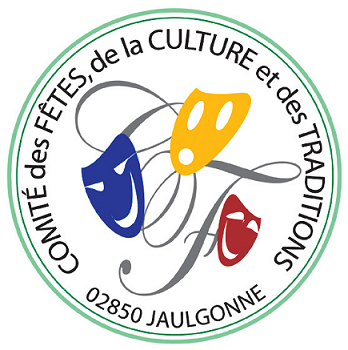 COMITÉ des FÊTES, de la CULTURE et des TRADITIONS
02850 JAULGONNE